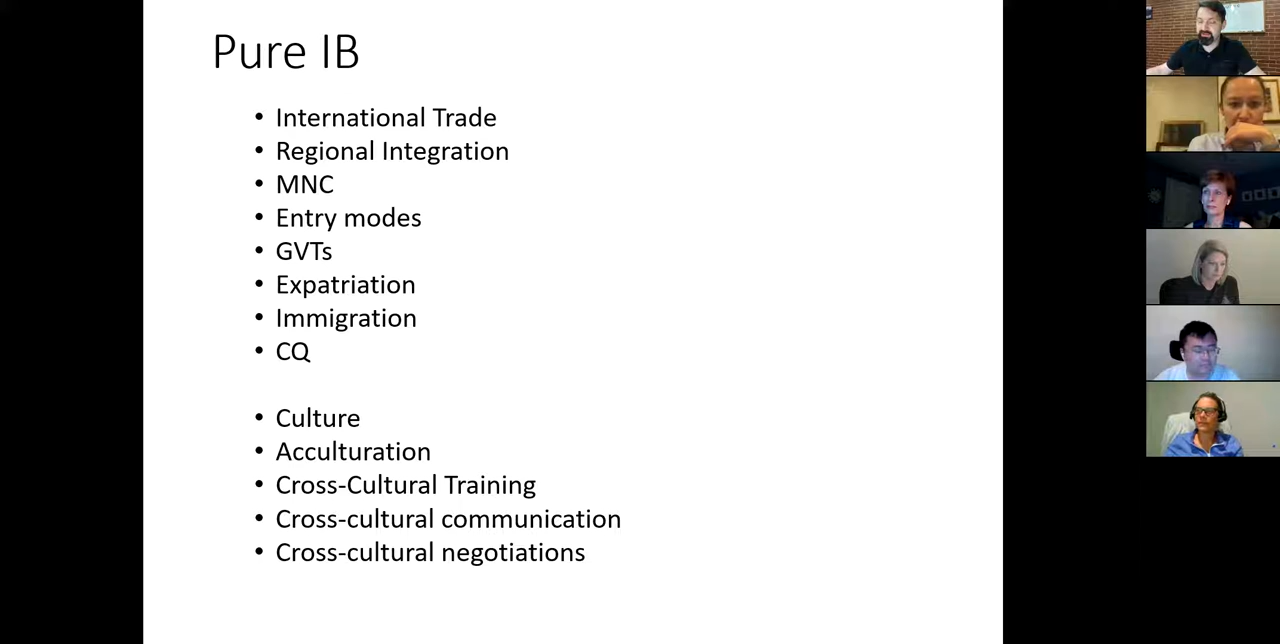 Pure IB
• International Trade
• Regional Integration
• MNC
• Entry modes
• GVTs
• Expatriation
• Immigration
• CQ
• Culture
• Acculturation
• Cross-Cultural Training
• Cross-cultural communication
• Cross-cultural negotiations